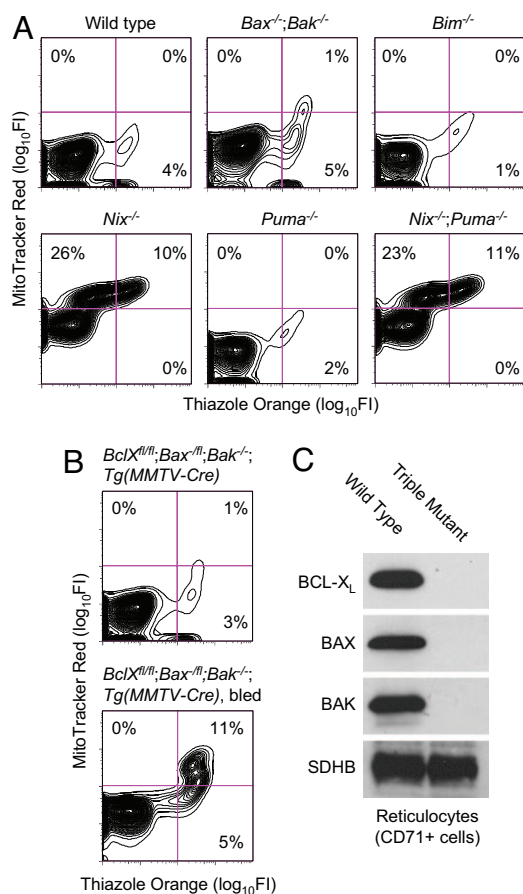 A
Wild type
Bax-/-;Bak-/-
Bim-/-
0% 0%
4%
0% 1%
5%
0% 0%
1%
Nix-/-
Puma-/-
Nix-/-;Puma-/-
26% 10%
0%
0% 0%
2%
23% 11%
0%
MitoTracker Red (log10FI)
Thiazole Orange (log10FI)
B
BclXfl/fl;Bax-/fl;Bak-/-;
Tg(MMTV-Cre)
0% 1%
3%
BclXfl/fl;Bax-/fl;Bak-/-;
Tg(MMTV-Cre), bled
0% 11%
5%
MitoTracker Red (log10FI)
Thiazole Orange (log10FI)
C
Wild Type
Triple Mutant
BCL-XL
BAX
BAK
SDHB
Reticulocytes
(CD71+ cells)